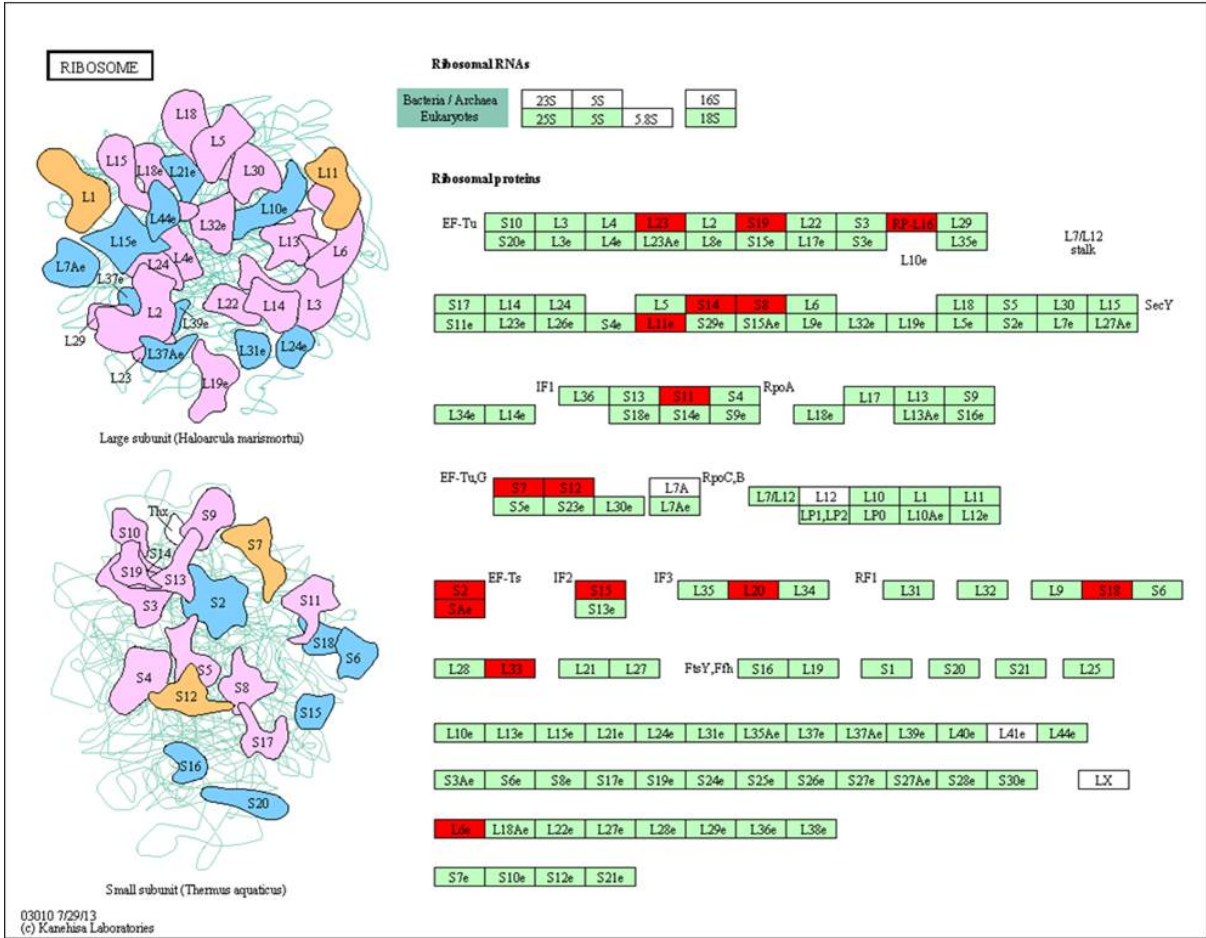 RIBOSOME
L18
L5
L15
L18e
L21e
L30
L11
L1
L44e
L10e
L32e
L15e
L13
L6
L7Ae
L4e
L24
L37e
L22
L14
L3
L2
L39e
L29
L37Ae
L31e
L24e
L23
L19e
Large subunit (Haloarcula marismortui)
Thx
S9
S10
S14
S7
S19
S13
S3
S2
S11
S18
S6
S4
S5
S12
S8
S15
S17
S16
S20
Small subunit (Thermus aquaticus)
03010 7/29/13
(c) Kanehisa Laboratories
Ribosomal RNAs
Bacteria / Archaea 23S 5S 16S
Eukaryotes 25S 5S 5.8S 18S
Ribosomal proteins
EF-Tu S10 L3 L4 L23 L2 S19 L22 S3 RP-L16 L29
S20e L3e L4e L23Ae L8e S15e L17e S3e L35e
L10e
L7/L12
stalk
S17 L14 L24 L5 S14 S8 L6 L18 S5 L30 L15 SecY
S11e L23e L26e S4e L11e S29e S15Ae L9e L32e L19e L5e S2e L7e L27Ae
IF1 L36 S13 S11 S4 RpoA L17 L13 S9
L34e L14e S18e S14e S9e L18e L13Ae S16e
EF-Tu,G S7 S12 L7A RpoC,B L7/L12 L12 L10 L1 L11
S5e S23e L30e L7Ae LP1,LP2 LP0 L10Ae L12e
S2 EF-Ts IF2 S15 IF3 L35 L20 L34 RF1 L31 L32 L9 S18 S6
SAe S13e
L28 L33 L21 L27 FtsY,Ffh S16 L19 S1 S20 S21 L25
L10e L13e L15e L21e L24e L31e L35Ae L37e L37Ae L39e L40e L41e L44e
S3Ae S6e S8e S17e S19e S24e S25e S26e S27e S27Ae S28e S30e LX
L6e L18Ae L22e L27e L28e L29e L36e L38e
S7e S10e S12e S21e